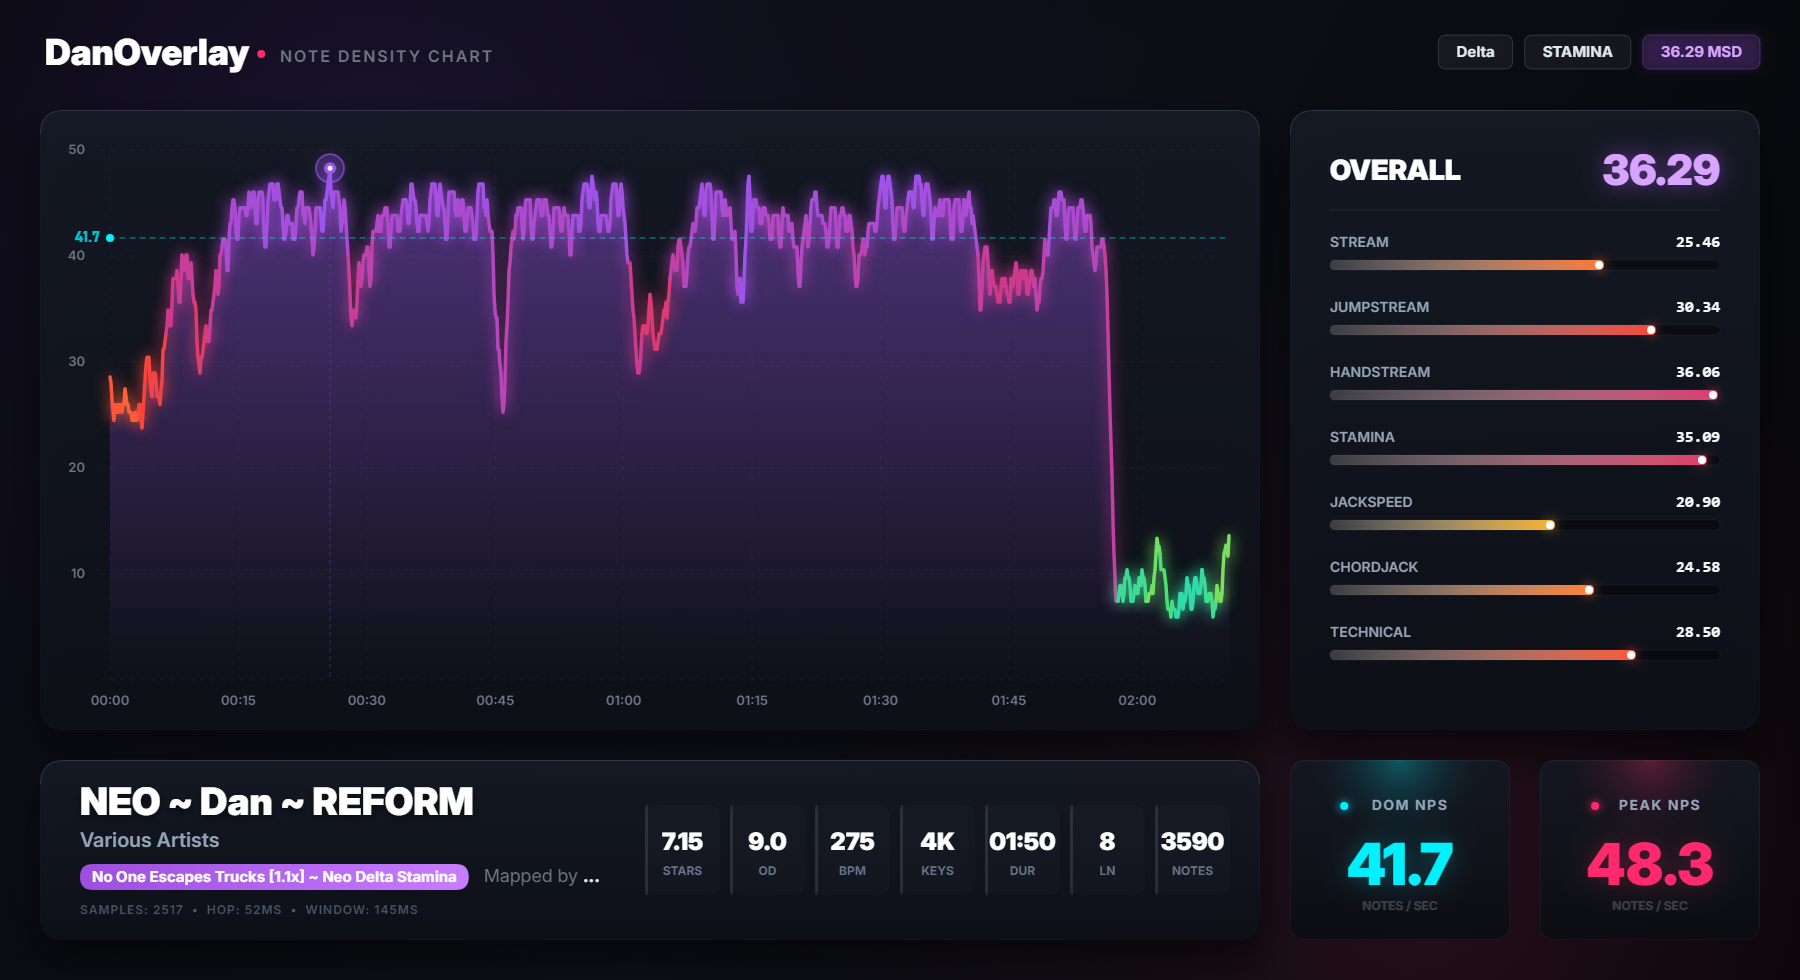 DanOverlay • NOTE DENSITY CHART
Delta
STAMINA
36.29 MSD
50
41.7
40
30
20
10
00:00 00:15 00:30 00:45 01:00 01:15 01:30 01:45 02:00
OVERALL 36.29
STREAM 25.46
JUMPSTREAM 30.34
HANDSTREAM 36.06
STAMINA 35.09
JACKSPEED 20.90
CHORDJACK 24.58
TECHNICAL 28.50
NEO ~ Dan ~ REFORM
Various Artists
No One Escapes Trucks [1.1x] ~ Neo Delta Stamina
Mapped by ...
SAMPLES: 2517 • HOP: 52MS • WINDOW: 145MS
7.15 9.0 275 4K 01:50 8 3590
STARS OD BPM KEYS DUR LN NOTES
DOM NPS
41.7
NOTES / SEC
PEAK NPS
48.3
NOTES / SEC